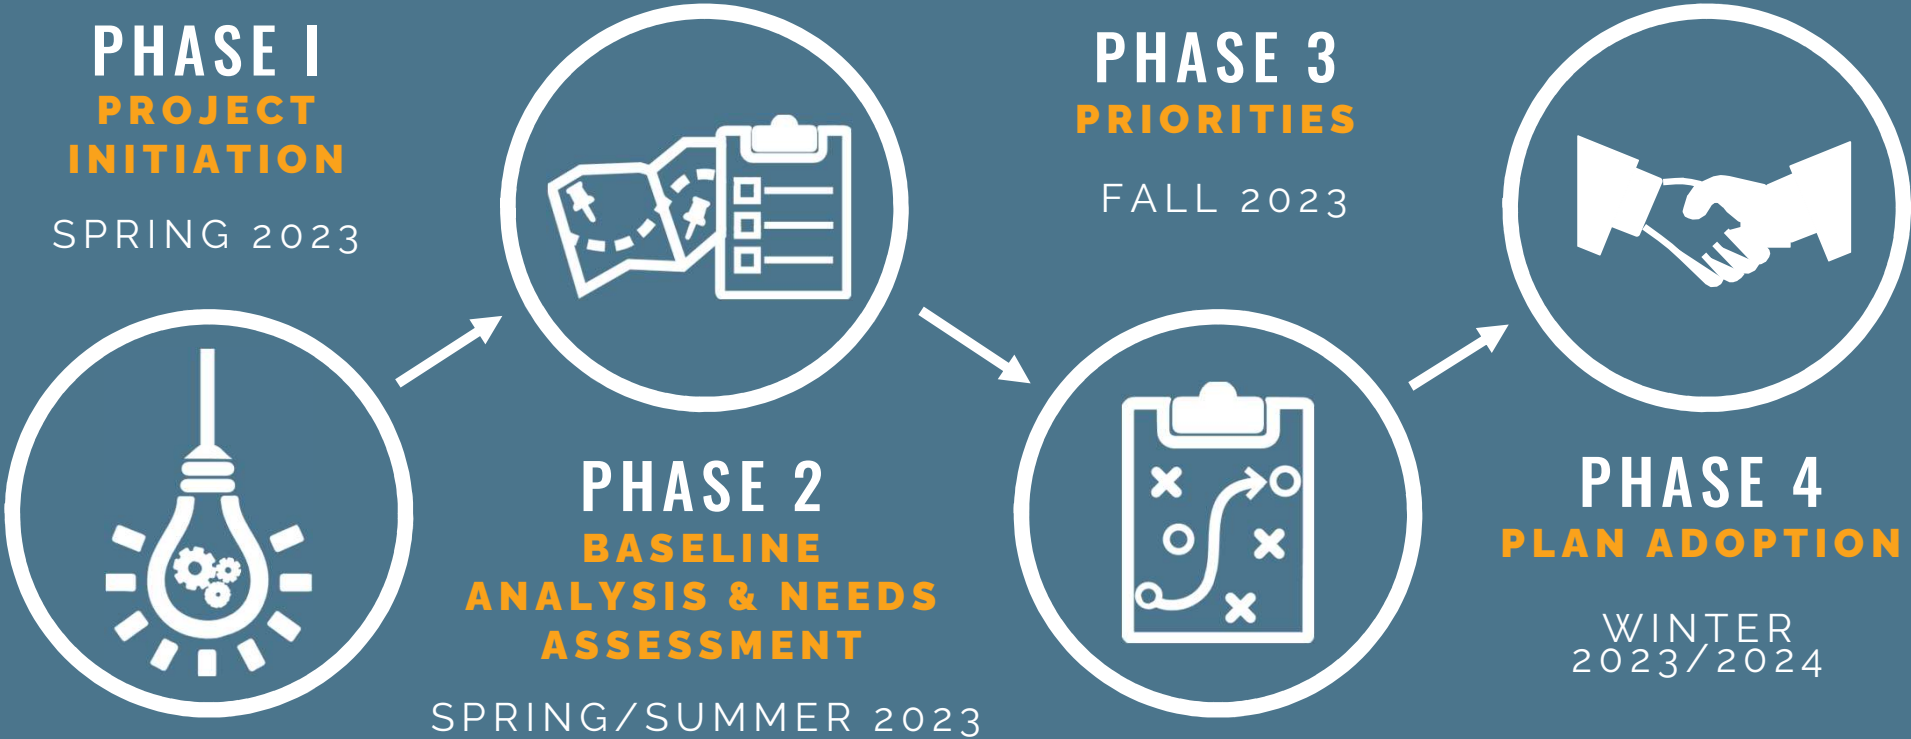 PHASE 1
PROJECT
INITIATION
SPRING 2023
PHASE 2
BASELINE
ANALYSIS & NEEDS
ASSESSMENT
SPRING/SUMMER 2023
PHASE 3
PRIORITIES
FALL 2023
PHASE 4
PLAN ADOPTION
WINTER
2023/2024